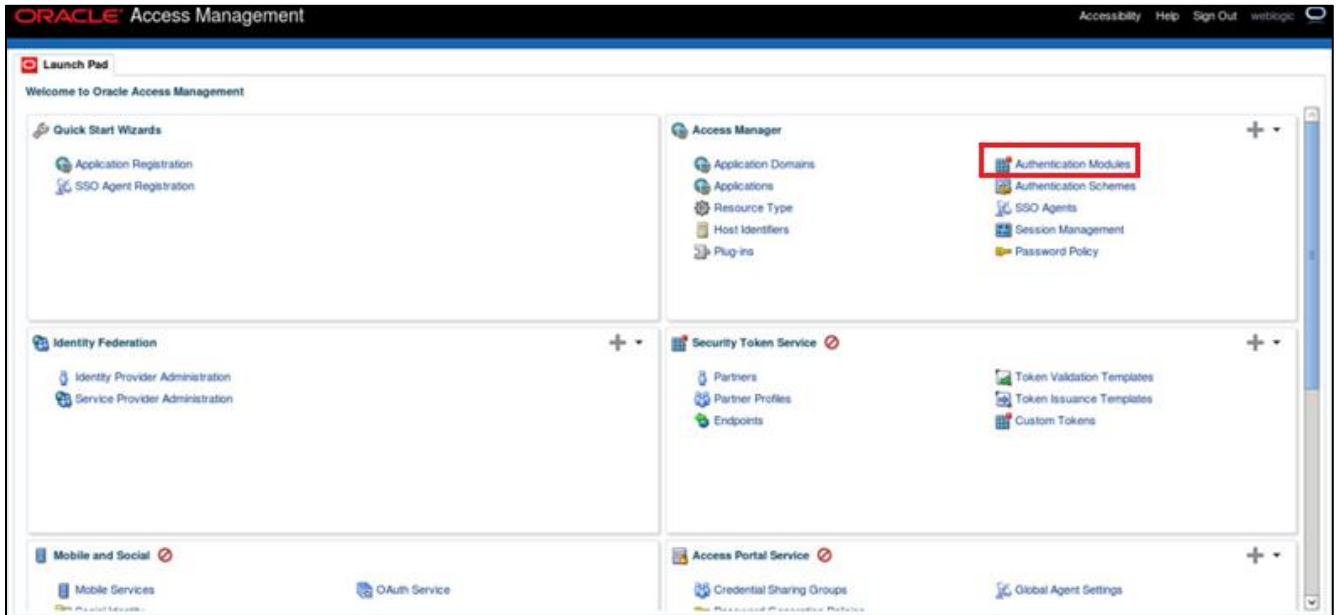 ORACLE Access Management
Accessibility Help Sign Out weblogic
Launch Pad
Welcome to Oracle Access Management
Quick Start Wizards
Application Registration
SSO Agent Registration
Access Manager
Application Domains
Applications
Resource Type
Host Identifiers
Plug-ins
Authentication Modules
Authentication Schemes
SSO Agents
Session Management
Password Policy
Identity Federation
Identity Provider Administration
Service Provider Administration
Security Token Service
Partners
Partner Profiles
Endpoints
Token Validation Templates
Token Issuance Templates
Custom Tokens
Mobile and Social
Mobile Services
OAuth Service
Access Portal Service
Credential Sharing Groups
Global Agent Settings